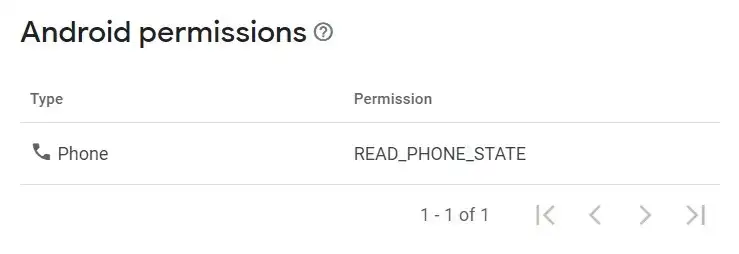 Android permissions
Type Permission
Phone READ_PHONE_STATE
1 - 1 of 1